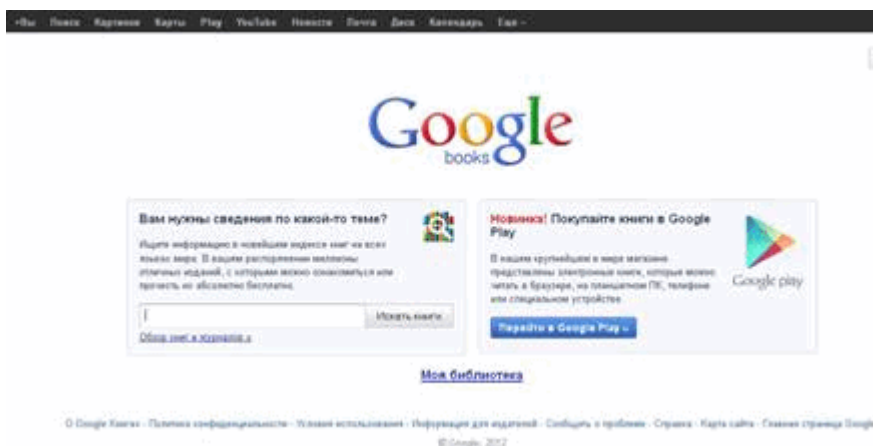 +Вы Поиск Картинки Карты Play YouTube Новости Почта Диск Календарь Ещё
Google
books
Вам нужны сведения по какой-то теме?
Ищите информацию в новейшем индексе книг на всех
языках мира. В вашем распоряжении миллионы
отличных изданий, с которыми можно ознакомиться или
прочесть их абсолютно бесплатно.
Искать книги
Обзор книг и журналов »
Новинка! Покупайте книги в Google
Play
В нашем крупнейшем в мире магазине
представлены электронные книги, которые можно
читать в браузере, на планшетном ПК, телефоне
или специальном устройстве.
Перейти в Google Play »
Google play
Моя библиотека
О Google Книгах - Политика конфиденциальности - Условия использования - Информация для издателей - Сообщить о проблеме - Справка - Карта сайта - Главная страница Google
© Google, 2012